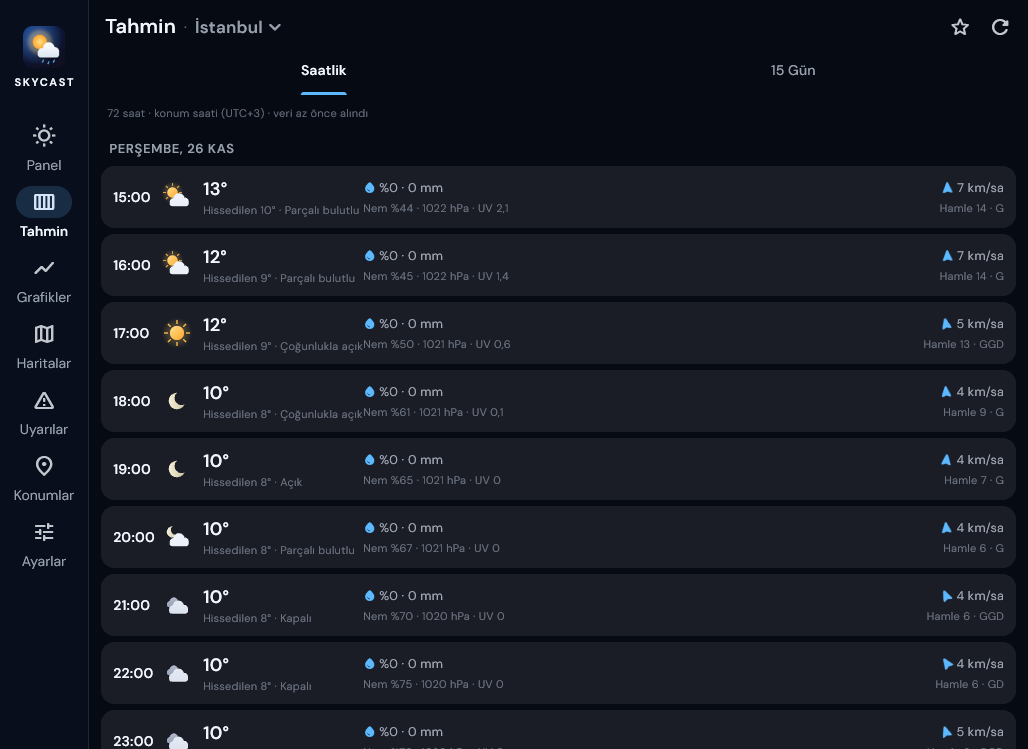 SKYCAST
Panel
Tahmin
Grafikler
Haritalar
Uyarılar
Konumlar
Ayarlar
Tahmin · İstanbul
Saatlik
15 Gün
72 saat · konum saati (UTC+3) · veri az önce alındı
PERŞEMBE, 26 KAS
15:00
13°
Hissedilen 10° · Parçalı bulutlu
%0 · 0 mm
Nem %44 · 1022 hPa · UV 2,1
7 km/sa
Hamle 14 · G
16:00
12°
Hissedilen 9° · Parçalı bulutlu
%0 · 0 mm
Nem %45 · 1022 hPa · UV 1,4
7 km/sa
Hamle 14 · G
17:00
12°
Hissedilen 9° · Çoğunlukla açık
%0 · 0 mm
Nem %50 · 1021 hPa · UV 0,6
5 km/sa
Hamle 13 · GGD
18:00
10°
Hissedilen 8° · Çoğunlukla açık
%0 · 0 mm
Nem %61 · 1021 hPa · UV 0,1
4 km/sa
Hamle 9 · G
19:00
10°
Hissedilen 8° · Açık
%0 · 0 mm
Nem %65 · 1021 hPa · UV 0
4 km/sa
Hamle 7 · G
20:00
10°
Hissedilen 8° · Parçalı bulutlu
%0 · 0 mm
Nem %67 · 1021 hPa · UV 0
4 km/sa
Hamle 6 · G
21:00
10°
Hissedilen 8° · Kapalı
%0 · 0 mm
Nem %70 · 1020 hPa · UV 0
4 km/sa
Hamle 6 · GGD
22:00
10°
Hissedilen 8° · Kapalı
%0 · 0 mm
Nem %75 · 1020 hPa · UV 0
4 km/sa
Hamle 6 · GD
23:00
10°
%0 · 0 mm
5 km/sa